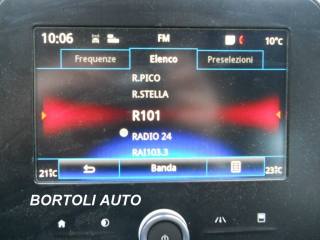 10:06 FM 10°C
Frequenze Elenco Preselezioni
R.PICO
R.STELLA
R101
RADIO 24
RAI103.3
21°C Banda 23°C
BORTOLI AUTO